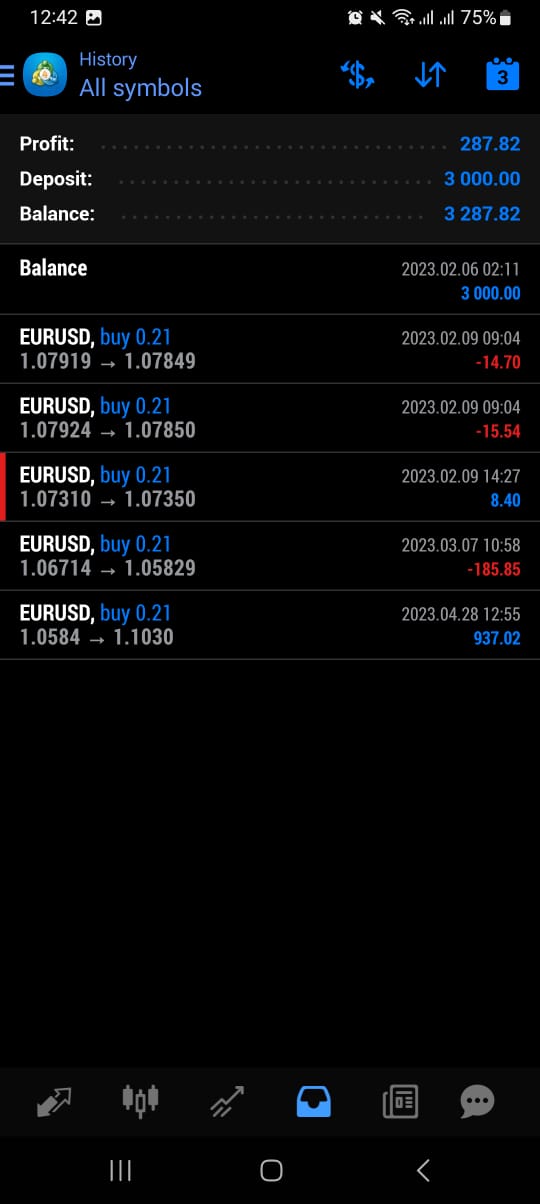 12:42 75%
History
All symbols
3
Profit: 287.82
Deposit: 3 000.00
Balance: 3 287.82
Balance 2023.02.06 02:11
3 000.00
EURUSD, buy 0.21 2023.02.09 09:04
1.07919 → 1.07849 -14.70
EURUSD, buy 0.21 2023.02.09 09:04
1.07924 → 1.07850 -15.54
EURUSD, buy 0.21 2023.02.09 14:27
1.07310 → 1.07350 8.40
EURUSD, buy 0.21 2023.03.07 10:58
1.06714 → 1.05829 -185.85
EURUSD, buy 0.21 2023.04.28 12:55
1.0584 → 1.1030 937.02